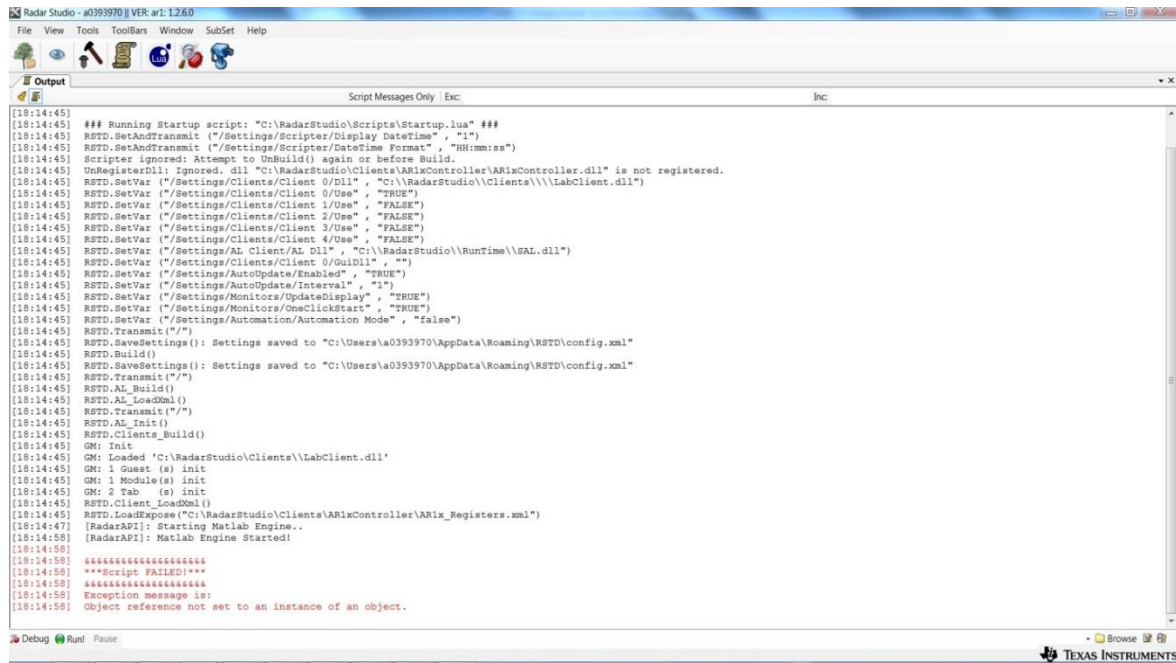 Radar Studio - a0393970 || VER: ar1: 1.2.6.0
File View Tools ToolBars Window SubSet Help
Lua
Output
Script Messages Only Exc: Inc:
[18:14:45]
[18:14:45] ### Running Startup script: "C:\RadarStudio\Scripts\Startup.lua" ###
[18:14:45] RSTD.SetAndTransmit ("/Settings/Scripter/Display DateTime" , "1")
[18:14:45] RSTD.SetAndTransmit ("/Settings/Scripter/DateTime Format" , "HH:mm:ss")
[18:14:45] Scripter ignored: Attempt to UnBuild() again or before Build.
[18:14:45] UnRegisterDll: Ignored. dll "C:\RadarStudio\Clients\AR1xController\AR1xController.dll" is not registered.
[18:14:45] RSTD.SetVar ("/Settings/Clients/Client 0/Dll" , "C:\\RadarStudio\\Clients\\\\LabClient.dll")
[18:14:45] RSTD.SetVar ("/Settings/Clients/Client 0/Use" , "TRUE")
[18:14:45] RSTD.SetVar ("/Settings/Clients/Client 1/Use" , "FALSE")
[18:14:45] RSTD.SetVar ("/Settings/Clients/Client 2/Use" , "FALSE")
[18:14:45] RSTD.SetVar ("/Settings/Clients/Client 3/Use" , "FALSE")
[18:14:45] RSTD.SetVar ("/Settings/Clients/Client 4/Use" , "FALSE")
[18:14:45] RSTD.SetVar ("/Settings/AL Client/AL Dll" , "C:\\RadarStudio\\RunTime\\SAL.dll")
[18:14:45] RSTD.SetVar ("/Settings/Clients/Client 0/GuiDll" , "")
[18:14:45] RSTD.SetVar ("/Settings/AutoUpdate/Enabled" , "TRUE")
[18:14:45] RSTD.SetVar ("/Settings/AutoUpdate/Interval" , "1")
[18:14:45] RSTD.SetVar ("/Settings/Monitors/UpdateDisplay" , "TRUE")
[18:14:45] RSTD.SetVar ("/Settings/Monitors/OneClickStart" , "TRUE")
[18:14:45] RSTD.SetVar ("/Settings/Automation/Automation Mode" , "false")
[18:14:45] RSTD.Transmit("/")
[18:14:45] RSTD.SaveSettings(): Settings saved to "C:\Users\a0393970\AppData\Roaming\RSTD\config.xml"
[18:14:45] RSTD.Build()
[18:14:45] RSTD.SaveSettings(): Settings saved to "C:\Users\a0393970\AppData\Roaming\RSTD\config.xml"
[18:14:45] RSTD.Transmit("/")
[18:14:45] RSTD.AL_Build()
[18:14:45] RSTD.AL_LoadXml()
[18:14:45] RSTD.Transmit("/")
[18:14:45] RSTD.AL_Init()
[18:14:45] RSTD.Clients_Build()
[18:14:45] GM: Init
[18:14:45] GM: Loaded 'C:\RadarStudio\Clients\\LabClient.dll'
[18:14:45] GM: 1 Guest (s) init
[18:14:45] GM: 1 Module(s) init
[18:14:45] GM: 2 Tab (s) init
[18:14:45] RSTD.Client_LoadXml()
[18:14:45] RSTD.LoadExpose("C:\RadarStudio\Clients\AR1xController\AR1x_Registers.xml")
[18:14:47] [RadarAPI]: Starting Matlab Engine..
[18:14:58] [RadarAPI]: Matlab Engine Started!
[18:14:58]
[18:14:58] &&&&&&&&&&&&&&&&&&&&
[18:14:58] ***Script FAILED!***
[18:14:58] &&&&&&&&&&&&&&&&&&&&
[18:14:58] Exception message is:
[18:14:58] Object reference not set to an instance of an object.
Debug Run! Pause Browse
TEXAS INSTRUMENTS